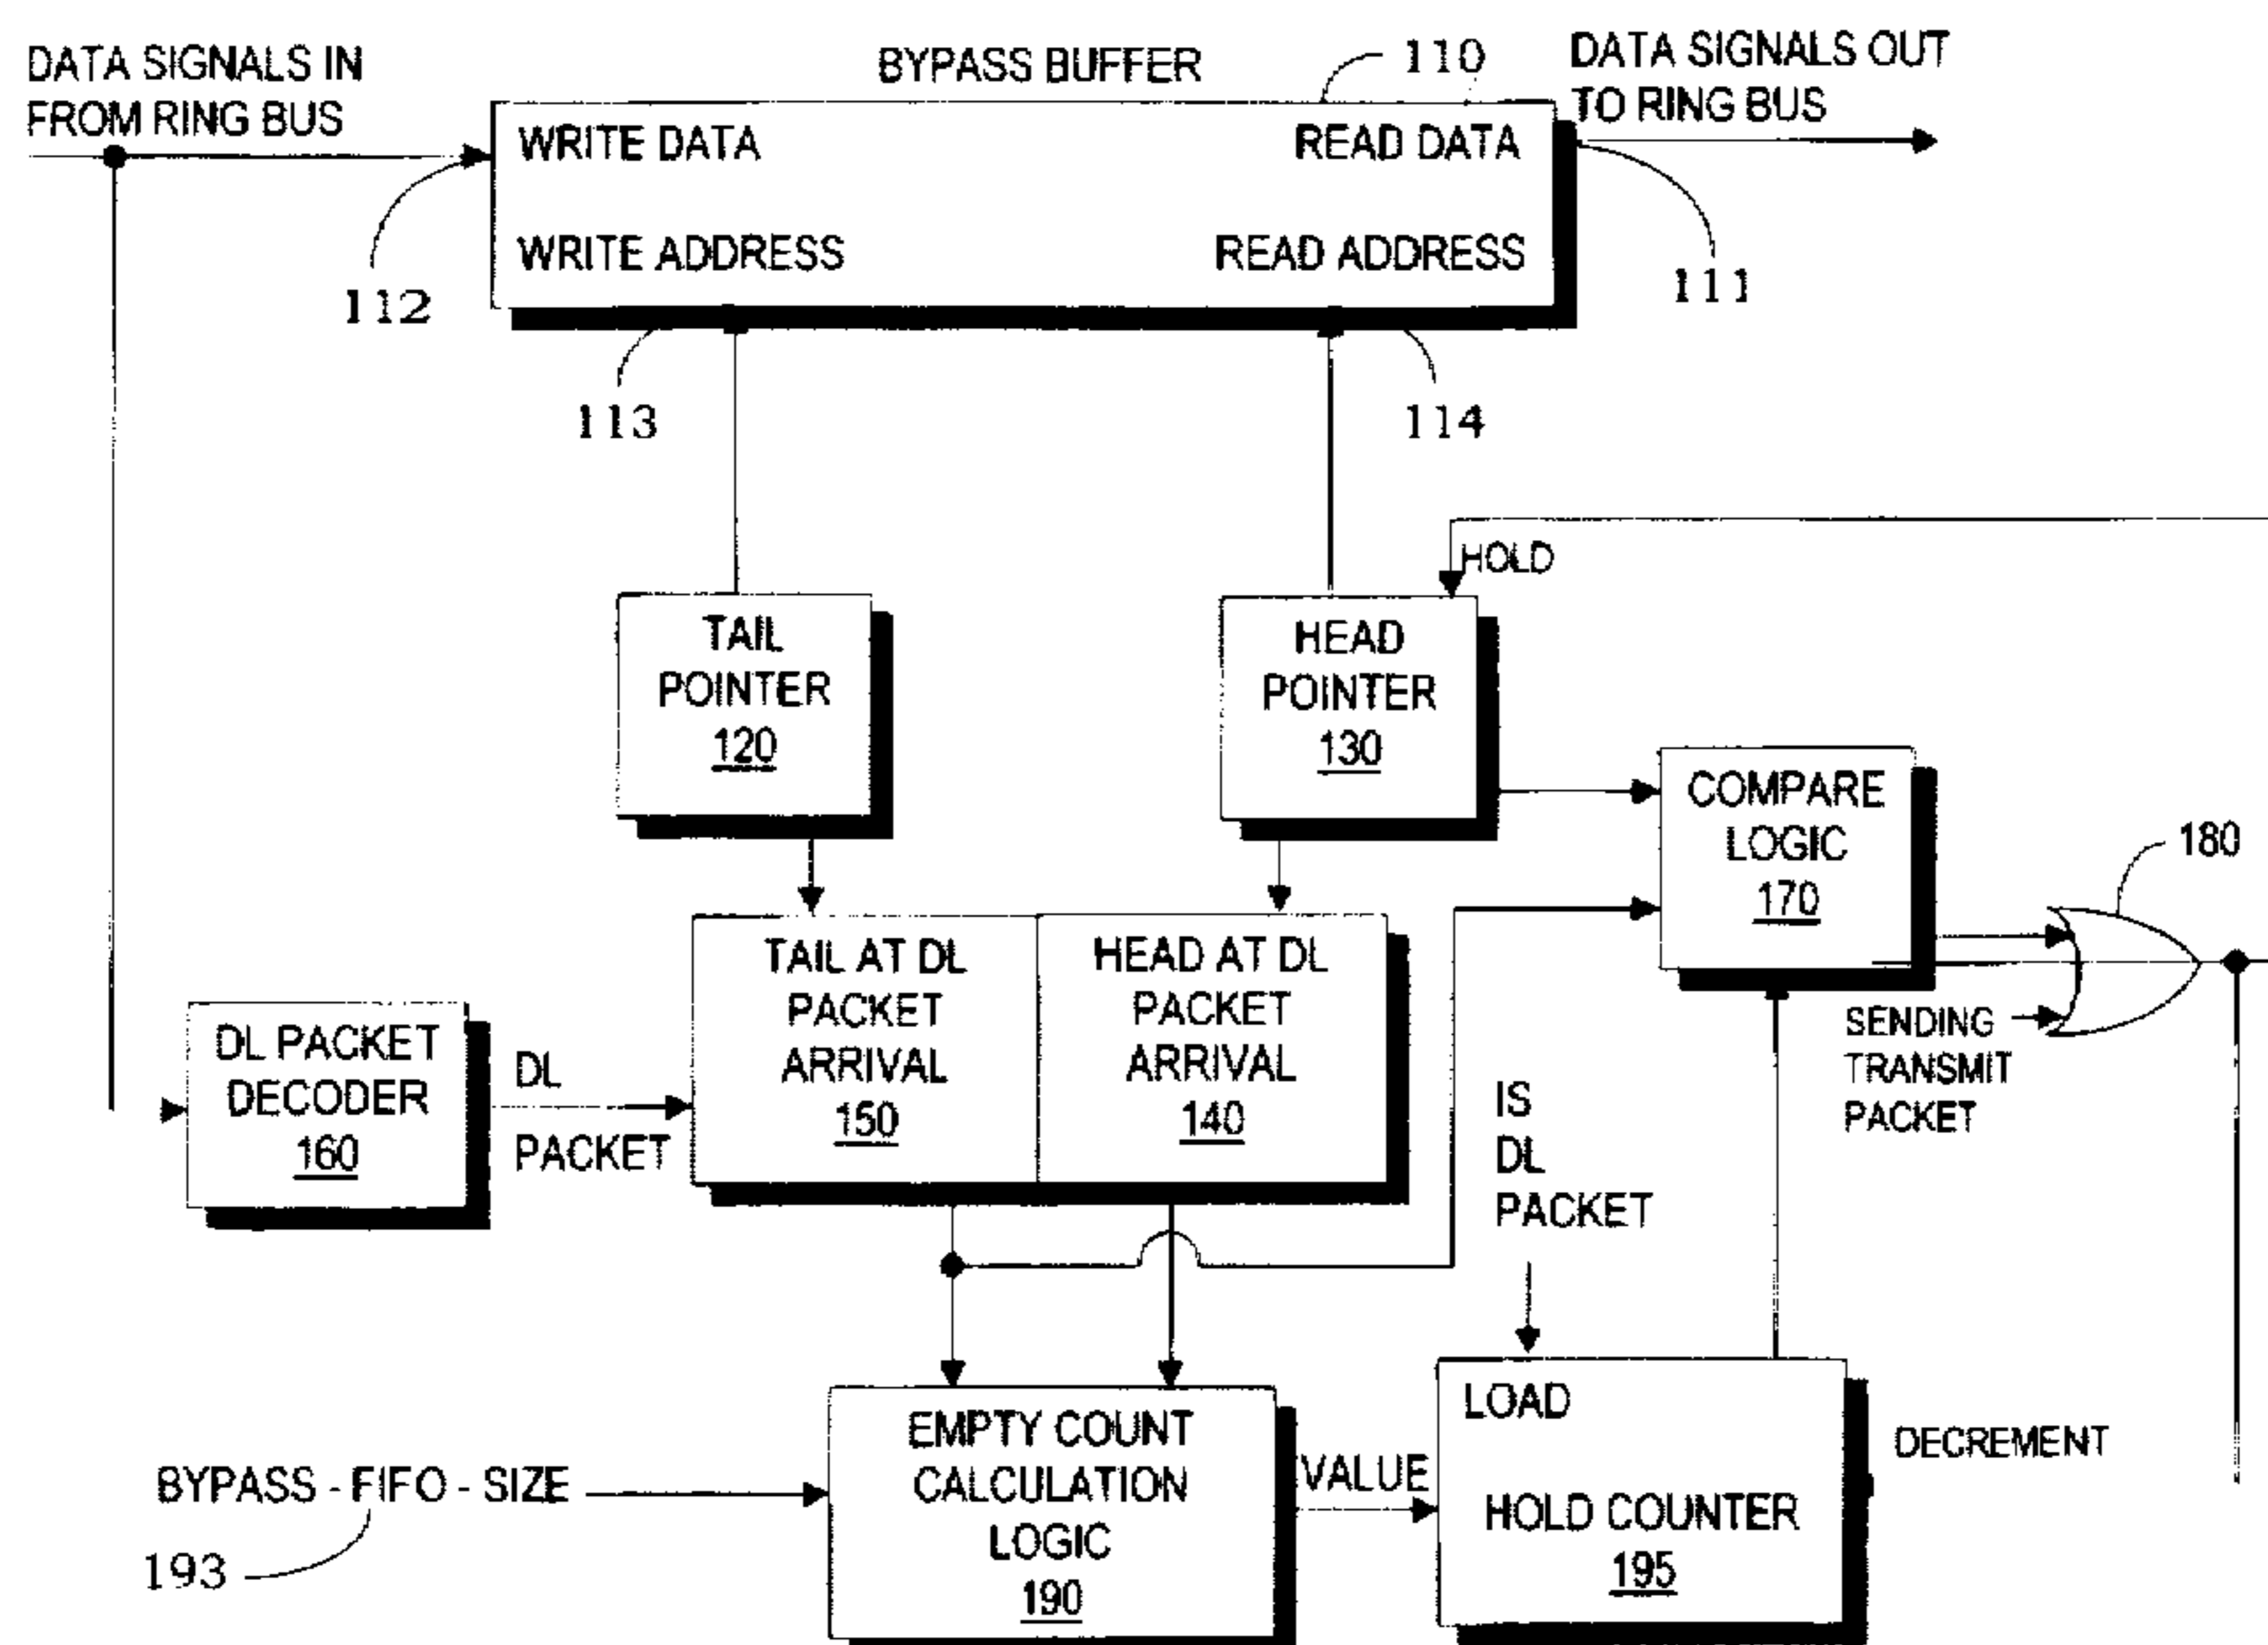 DATA SIGNALS IN
FROM RING BUS
BYPASS BUFFER
110
DATA SIGNALS OUT
TO RING BUS
WRITE DATA
READ DATA
WRITE ADDRESS
READ ADDRESS
112
111
113
114
HOLD
TAIL
POINTER
120
HEAD
POINTER
130
COMPARE
LOGIC
170
180
TAIL AT DL
PACKET
ARRIVAL
150
HEAD AT DL
PACKET
ARRIVAL
140
DL PACKET
DECODER
160
DL
PACKET
SENDING
TRANSMIT
PACKET
IS
DL
PACKET
BYPASS - FIFO - SIZE
193
EMPTY COUNT
CALCULATION
LOGIC
190
VALUE
LOAD
HOLD COUNTER
195
DECREMENT